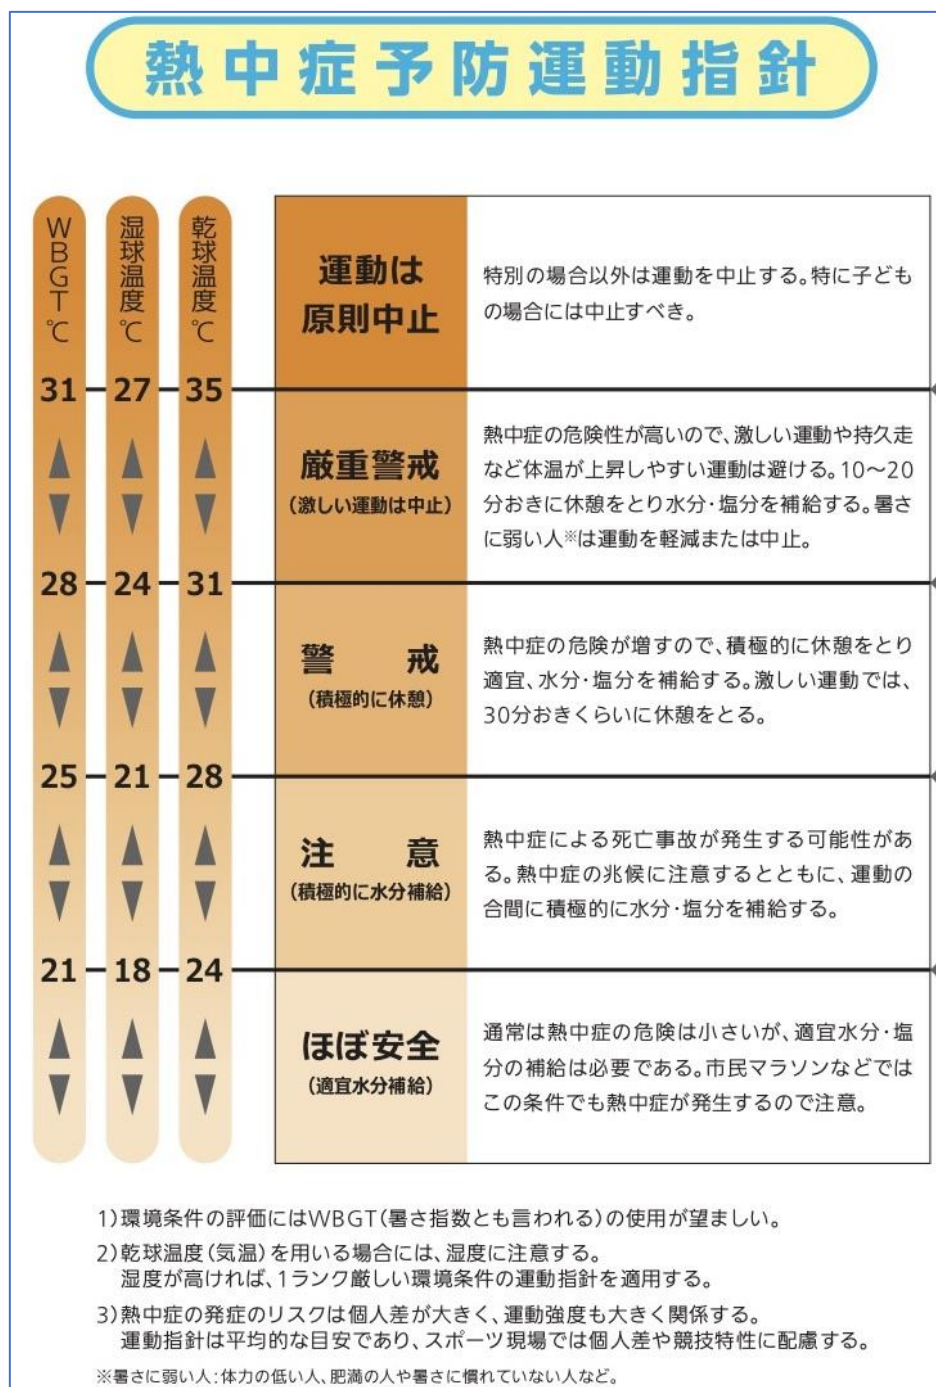 熱中症予防運動指針
WBGT℃
湿球温度℃
乾球温度℃
運動は
原則中止
特別の場合以外は運動を中止する。特に子ども
の場合には中止すべき。
31 27 35
厳重警戒
(激しい運動は中止)
熱中症の危険性が高いので、激しい運動や持久走
など体温が上昇しやすい運動は避ける。10〜20
分おきに休憩をとり水分・塩分を補給する。暑さ
に弱い人※は運動を軽減または中止。
28 24 31
警戒
(積極的に休憩)
熱中症の危険が増すので、積極的に休憩をとり
適宜、水分・塩分を補給する。激しい運動では、
30分おきくらいに休憩をとる。
25 21 28
注意
(積極的に水分補給)
熱中症による死亡事故が発生する可能性があ
る。熱中症の兆候に注意するとともに、運動の
合間に積極的に水分・塩分を補給する。
21 18 24
ほぼ安全
(適宜水分補給)
通常は熱中症の危険は小さいが、適宜水分・塩
分の補給は必要である。市民マラソンなどでは
この条件でも熱中症が発生するので注意。
1)環境条件の評価にはWBGT(暑さ指数とも言われる)の使用が望ましい。
2)乾球温度(気温)を用いる場合には、湿度に注意する。
湿度が高ければ、1ランク厳しい環境条件の運動指針を適用する。
3)熱中症の発症のリスクは個人差が大きく、運動強度も大きく関係する。
運動指針は平均的な目安であり、スポーツ現場では個人差や競技特性に配慮する。
※暑さに弱い人:体力の低い人、肥満の人や暑さに慣れていない人など。